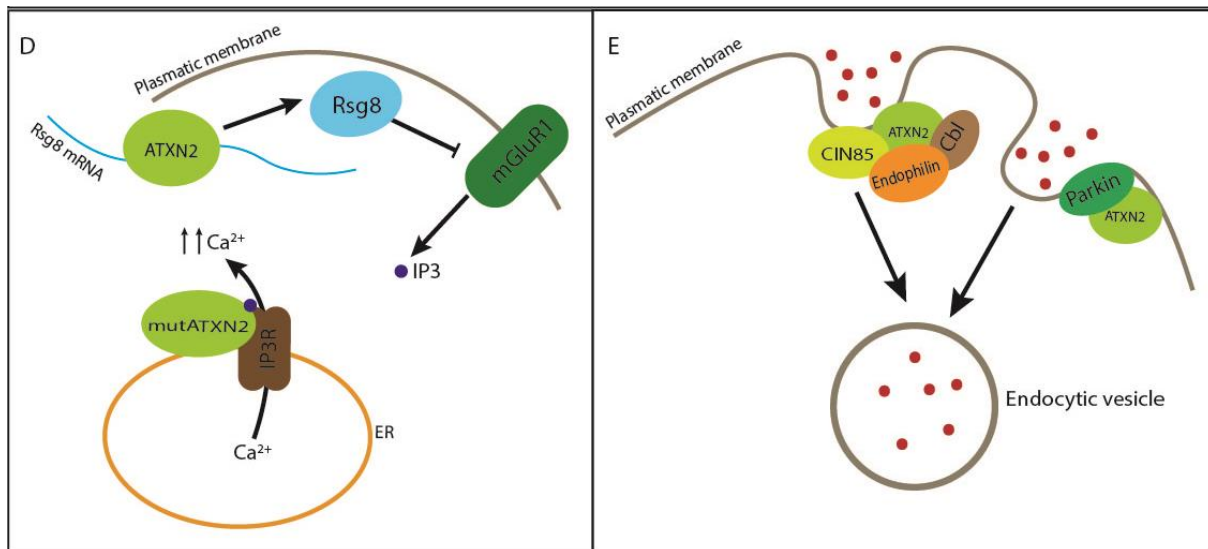 D
Plasmatic membrane
Rsg8
Rsg8 mRNA
ATXN2
mGluR1
Ca²⁺
IP3
mutATXN2
IP3R
ER
Ca²⁺
E
Plasmatic membrane
ATXN2
Cbl
CIN85
Endophilin
Parkin
ATXN2
Endocytic vesicle